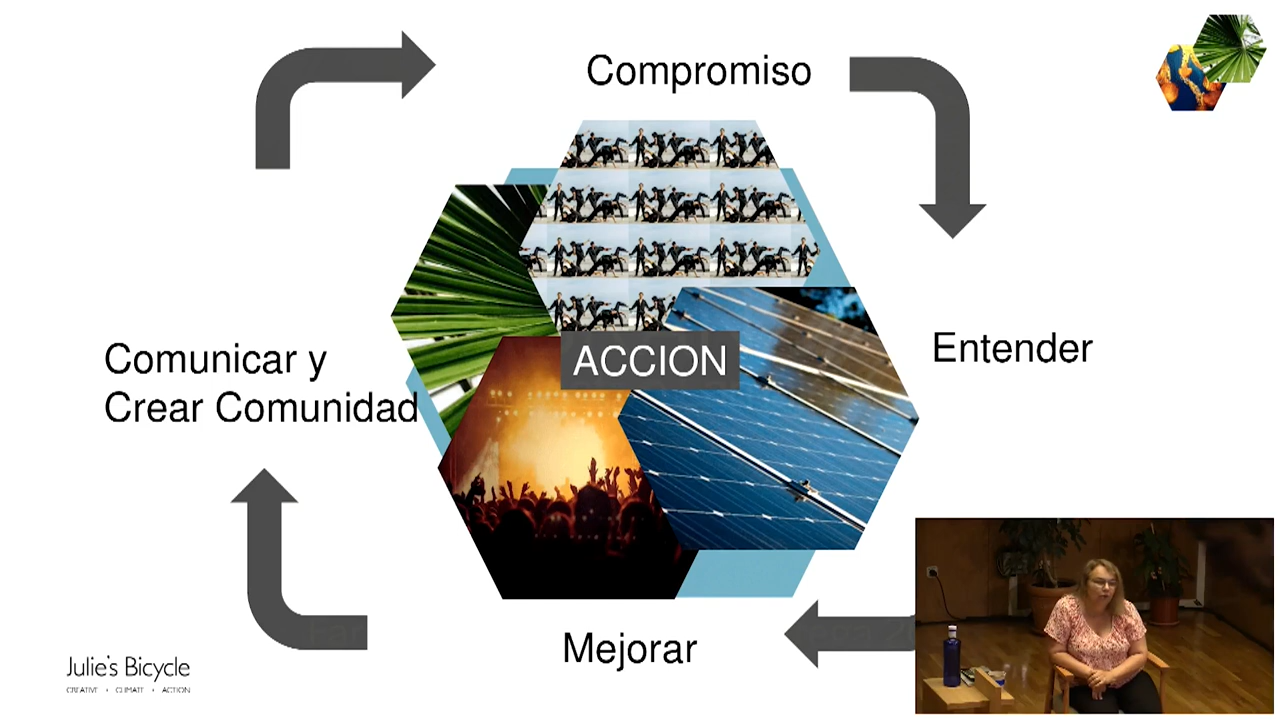 Compromiso
Entender
ACCION
Comunicar y
Crear Comunidad
Mejorar
Julie's Bicycle
CREATIVE • CLIMATE • ACTION